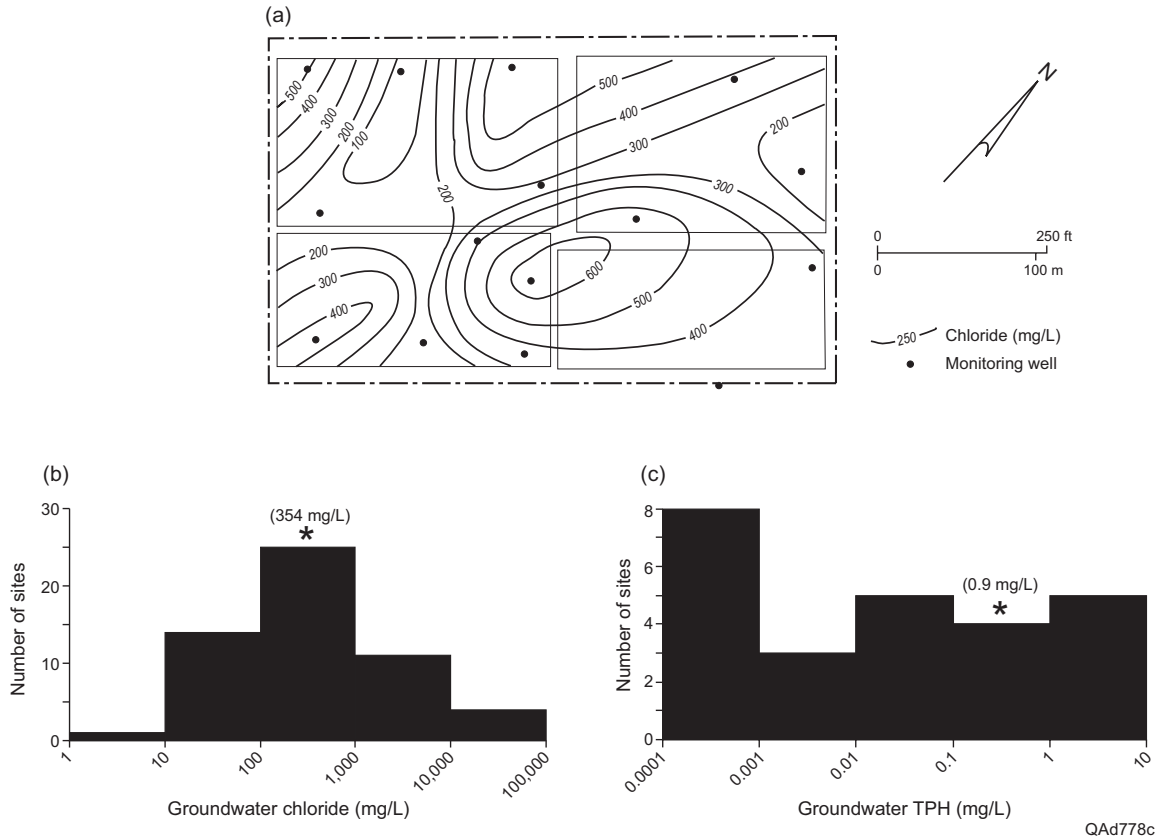 (a)
500
400
300
200
100
200
500
400
300
200
300
200
300
400
600
500
400
N
0 250 ft
0 100 m
250 Chloride (mg/L)
Monitoring well
(b)
30
20
10
0
Number of sites
(354 mg/L)
*
1 10 100 1,000 10,000 100,000
Groundwater chloride (mg/L)
(c)
8
6
4
2
0
Number of sites
(0.9 mg/L)
*
0.0001 0.001 0.01 0.1 1 10
Groundwater TPH (mg/L)
QAd778c